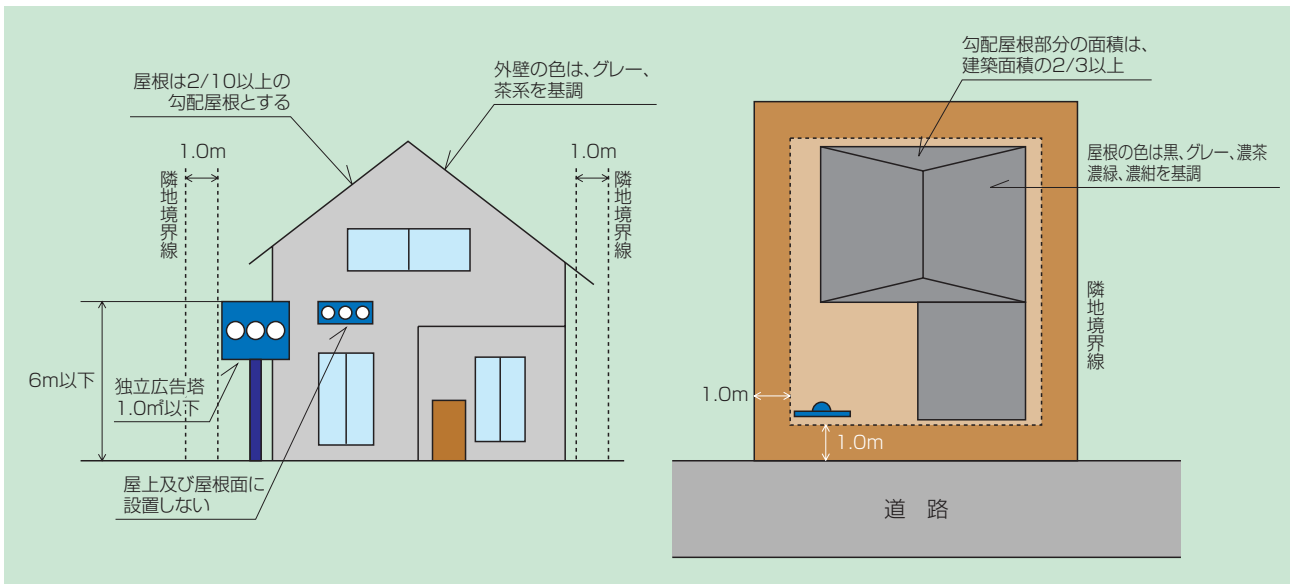 屋根は2/10以上の
勾配屋根とする
外壁の色は、グレー、
茶系を基調
1.0m
隣地境界線
1.0m
隣地境界線
6m以下
独立広告塔
1.0㎡以下
屋上及び屋根面に
設置しない
勾配屋根部分の面積は、
建築面積の2/3以上
屋根の色は黒、グレー、濃茶
濃緑、濃紺を基調
隣地境界線
1.0m
1.0m
道 路